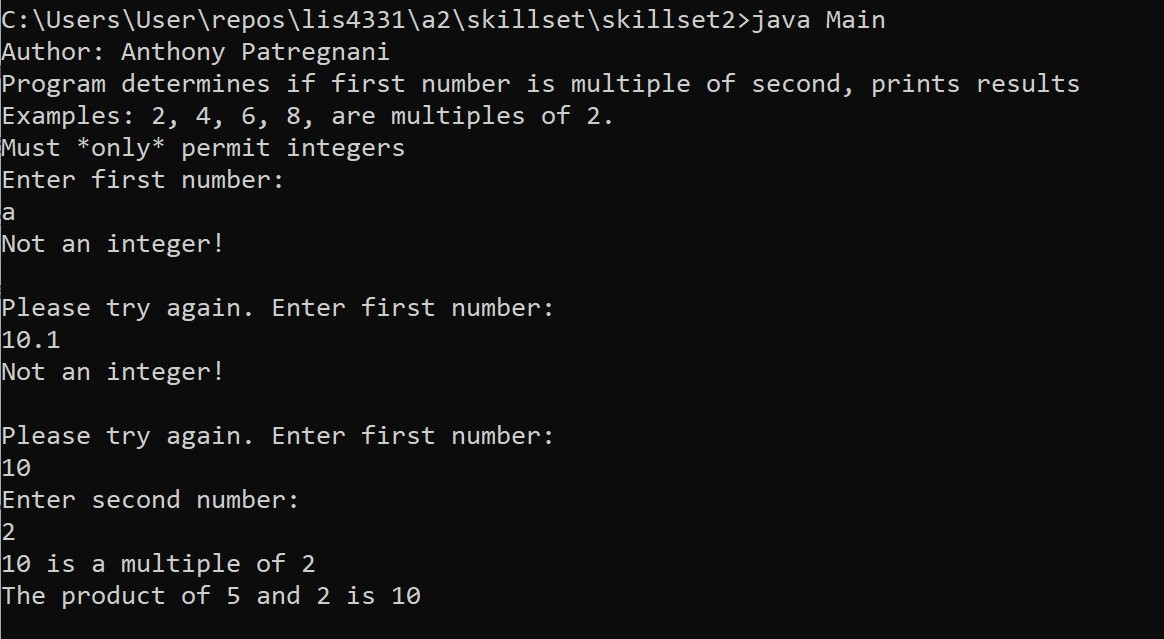 C:\Users\User\repos\lis4331\a2\skillset\skillset2>java Main
Author: Anthony Patregnani
Program determines if first number is multiple of second, prints results
Examples: 2, 4, 6, 8, are multiples of 2.
Must *only* permit integers
Enter first number:
a
Not an integer!
Please try again. Enter first number:
10.1
Not an integer!
Please try again. Enter first number:
10
Enter second number:
2
10 is a multiple of 2
The product of 5 and 2 is 10